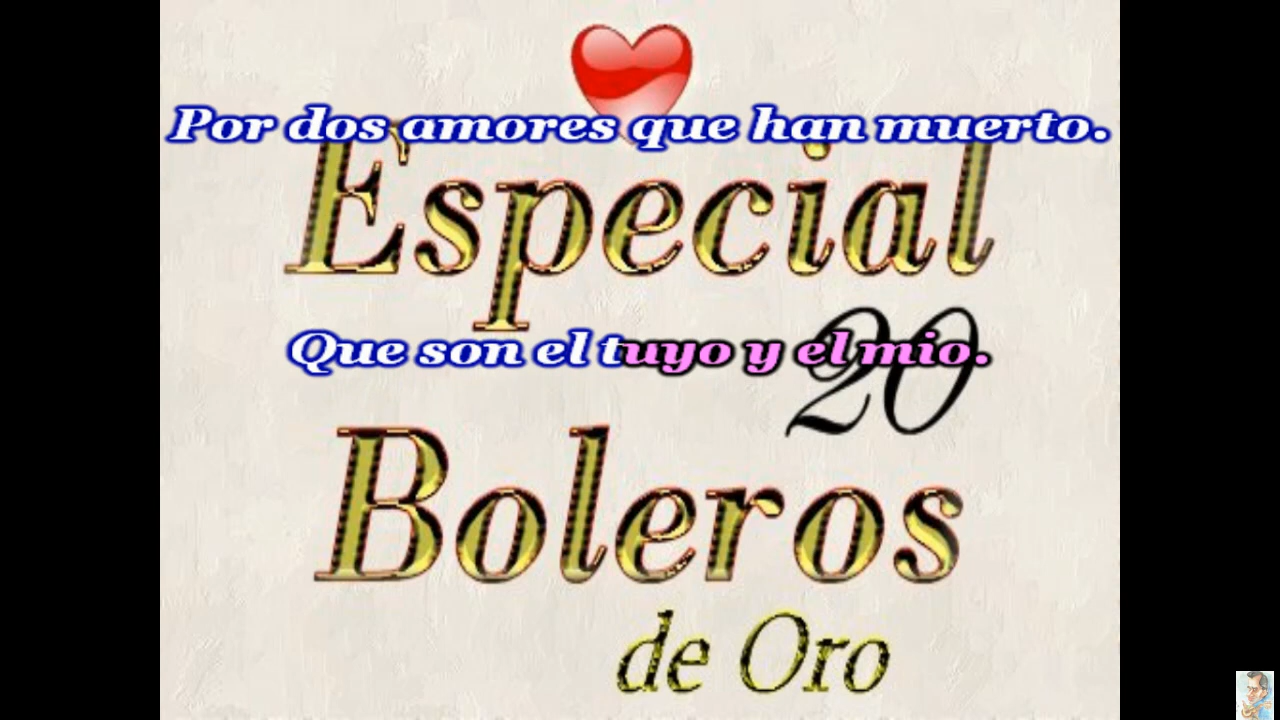 Por dos amores que han muerto.
Especial
Que son el tuyo y el mio.
20
Boleros
de Oro